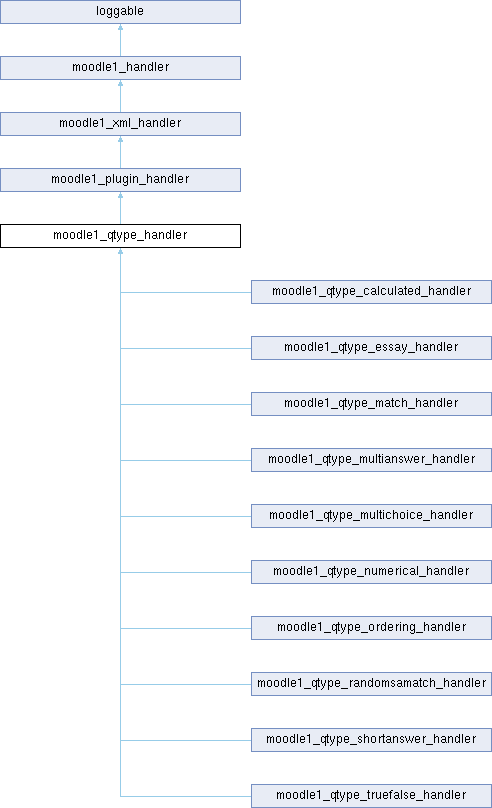 loggable
moodle1_handler
moodle1_xml_handler
moodle1_plugin_handler
moodle1_qtype_handler
moodle1_qtype_calculated_handler
moodle1_qtype_essay_handler
moodle1_qtype_match_handler
moodle1_qtype_multianswer_handler
moodle1_qtype_multichoice_handler
moodle1_qtype_numerical_handler
moodle1_qtype_ordering_handler
moodle1_qtype_randomsamatch_handler
moodle1_qtype_shortanswer_handler
moodle1_qtype_truefalse_handler